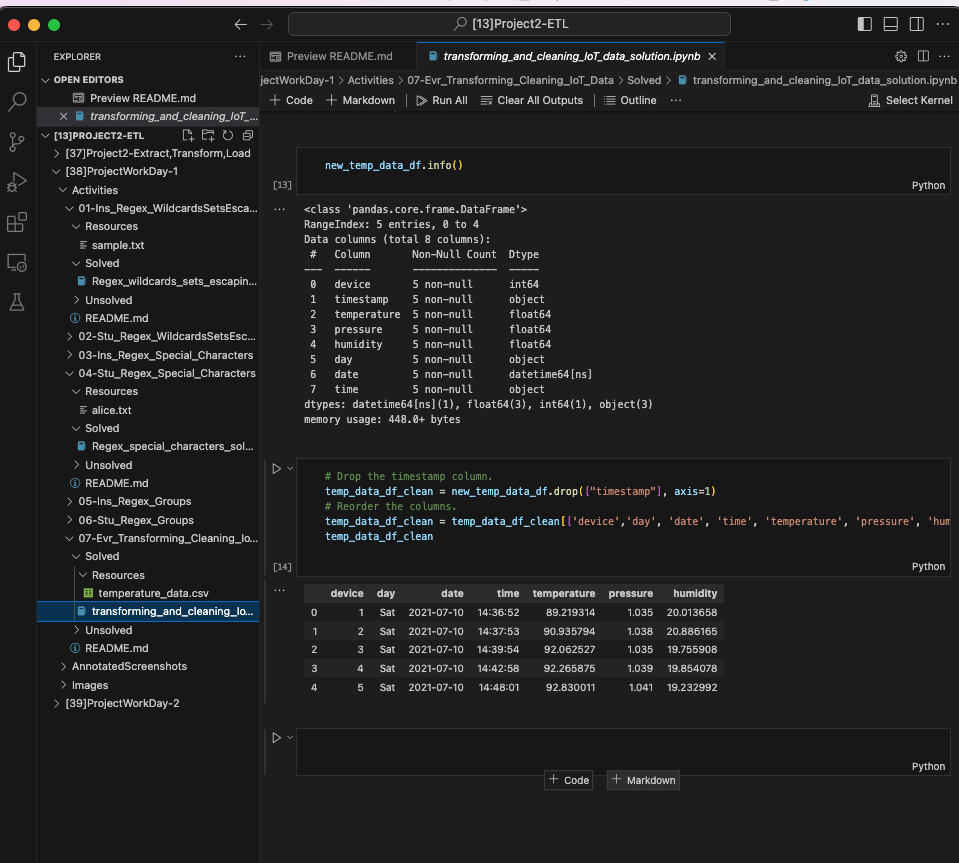 [13]Project2-ETL
EXPLORER
OPEN EDITORS
Preview README.md
transforming_and_cleaning_IoT_...
[13]PROJECT2-ETL
[37]Project2-Extract,Transform,Load
[38]ProjectWorkDay-1
Activities
01-Ins_Regex_WildcardsSetsEsca...
Resources
sample.txt
Solved
Regex_wildcards_sets_escapin...
Unsolved
README.md
02-Stu_Regex_WildcardsSetsEsc...
03-Ins_Regex_Special_Characters
04-Stu_Regex_Special_Characters
Resources
alice.txt
Solved
Regex_special_characters_sol...
Unsolved
README.md
05-Ins_Regex_Groups
06-Stu_Regex_Groups
07-Evr_Transforming_Cleaning_Io...
Solved
Resources
temperature_data.csv
transforming_and_cleaning_Io...
Unsolved
README.md
AnnotatedScreenshots
Images
[39]ProjectWorkDay-2
Preview README.md
transforming_and_cleaning_IoT_data_solution.ipynb
jectWorkDay-1 > Activities > 07-Evr_Transforming_Cleaning_IoT_Data > Solved > transforming_and_cleaning_IoT_data_solution.ipynb
+ Code + Markdown Run All Clear All Outputs Outline ... Select Kernel
new_temp_data_df.info()
[13]
Python
<class 'pandas.core.frame.DataFrame'>
RangeIndex: 5 entries, 0 to 4
Data columns (total 8 columns):
# Column Non-Null Count Dtype
--- ------ -------------- -----
0 device 5 non-null int64
1 timestamp 5 non-null object
2 temperature 5 non-null float64
3 pressure 5 non-null float64
4 humidity 5 non-null float64
5 day 5 non-null object
6 date 5 non-null datetime64[ns]
7 time 5 non-null object
dtypes: datetime64[ns](1), float64(3), int64(1), object(3)
memory usage: 448.0+ bytes
# Drop the timestamp column.
temp_data_df_clean = new_temp_data_df.drop(["timestamp"], axis=1)
# Reorder the columns.
temp_data_df_clean = temp_data_df_clean[['device','day', 'date', 'time', 'temperature', 'pressure', 'hum
temp_data_df_clean
[14]
Python
device day date time temperature pressure humidity
0 1 Sat 2021-07-10 14:36:52 89.219314 1.035 20.013658
1 2 Sat 2021-07-10 14:37:53 90.935794 1.038 20.886165
2 3 Sat 2021-07-10 14:39:54 92.062527 1.035 19.755908
3 4 Sat 2021-07-10 14:42:58 92.265875 1.039 19.854078
4 5 Sat 2021-07-10 14:48:01 92.830011 1.041 19.232992
Python
+ Code + Markdown